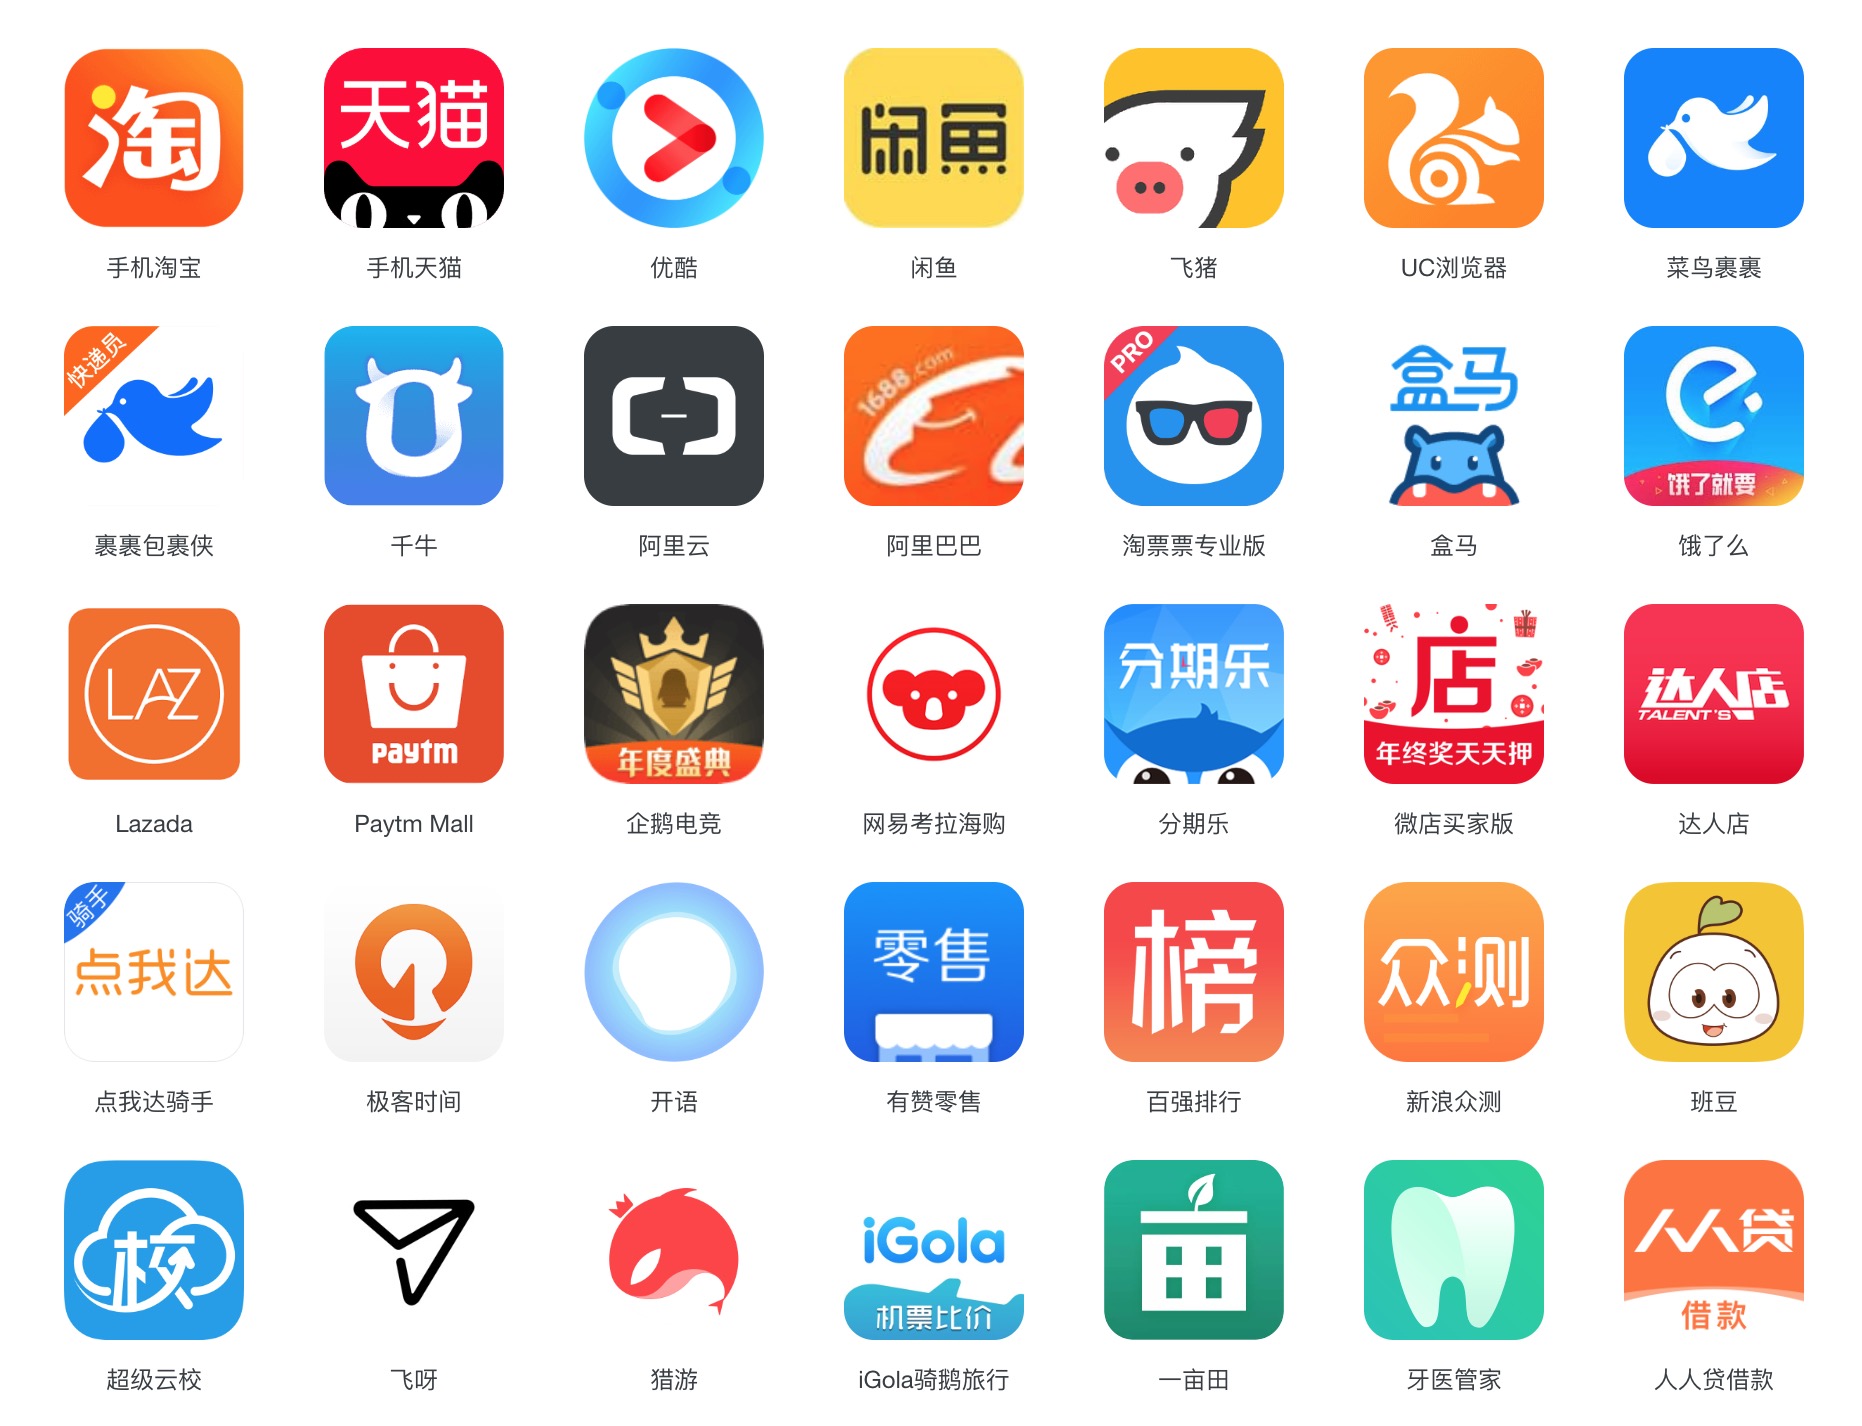 淘
天猫
闲鱼
手机淘宝
手机天猫
优酷
闲鱼
飞猪
UC浏览器
菜鸟裹裹
快递员
1688.com
PRO
盒马
饿了就要
裹裹包裹侠
千牛
阿里云
阿里巴巴
淘票票专业版
盒马
饿了么
LAZ
paytm
年度盛典
分期乐
店
年终奖天天押
达人店
TALENT'S
Lazada
Paytm Mall
企鹅电竞
网易考拉海购
分期乐
微店买家版
达人店
骑手
点我达
零售
榜
众测
点我达骑手
极客时间
开语
有赞零售
百强排行
新浪众测
班豆
校
iGola
机票比价
亩
人人贷
借款
超级云校
飞呀
猎游
iGola骑鹅旅行
一亩田
牙医管家
人人贷借款